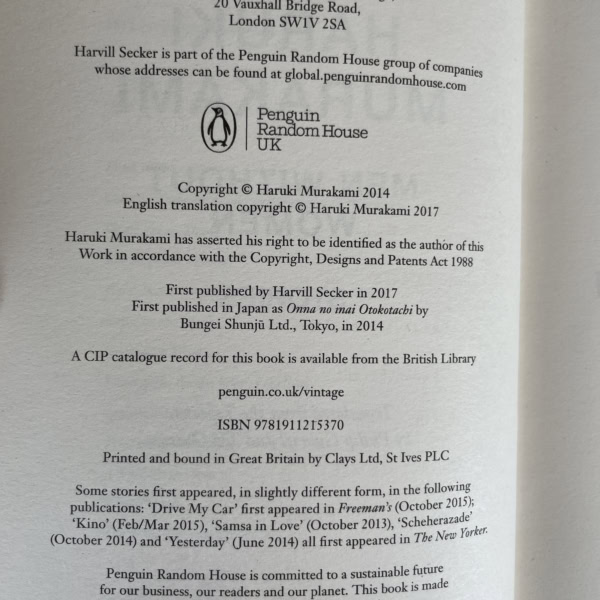 20 Vauxhall Bridge Road,
London SW1V 2SA
Harvill Secker is part of the Penguin Random House group of companies
whose addresses can be found at global.penguinrandomhouse.com
Penguin
Random House
UK
Copyright © Haruki Murakami 2014
English translation copyright © Haruki Murakami 2017
Haruki Murakami has asserted his right to be identified as the author of this
Work in accordance with the Copyright, Designs and Patents Act 1988
First published by Harvill Secker in 2017
First published in Japan as Onna no inai Otokotachi by
Bungei Shunjū Ltd., Tokyo, in 2014
A CIP catalogue record for this book is available from the British Library
penguin.co.uk/vintage
ISBN 9781911215370
Printed and bound in Great Britain by Clays Ltd, St Ives PLC
Some stories first appeared, in slightly different form, in the following
publications: ‘Drive My Car’ first appeared in Freeman’s (October 2015);
‘Kino’ (Feb/Mar 2015), ‘Samsa in Love’ (October 2013), ‘Scheherazade’
(October 2014) and ‘Yesterday’ (June 2014) all first appeared in The New Yorker.
Penguin Random House is committed to a sustainable future
for our business, our readers and our planet. This book is made